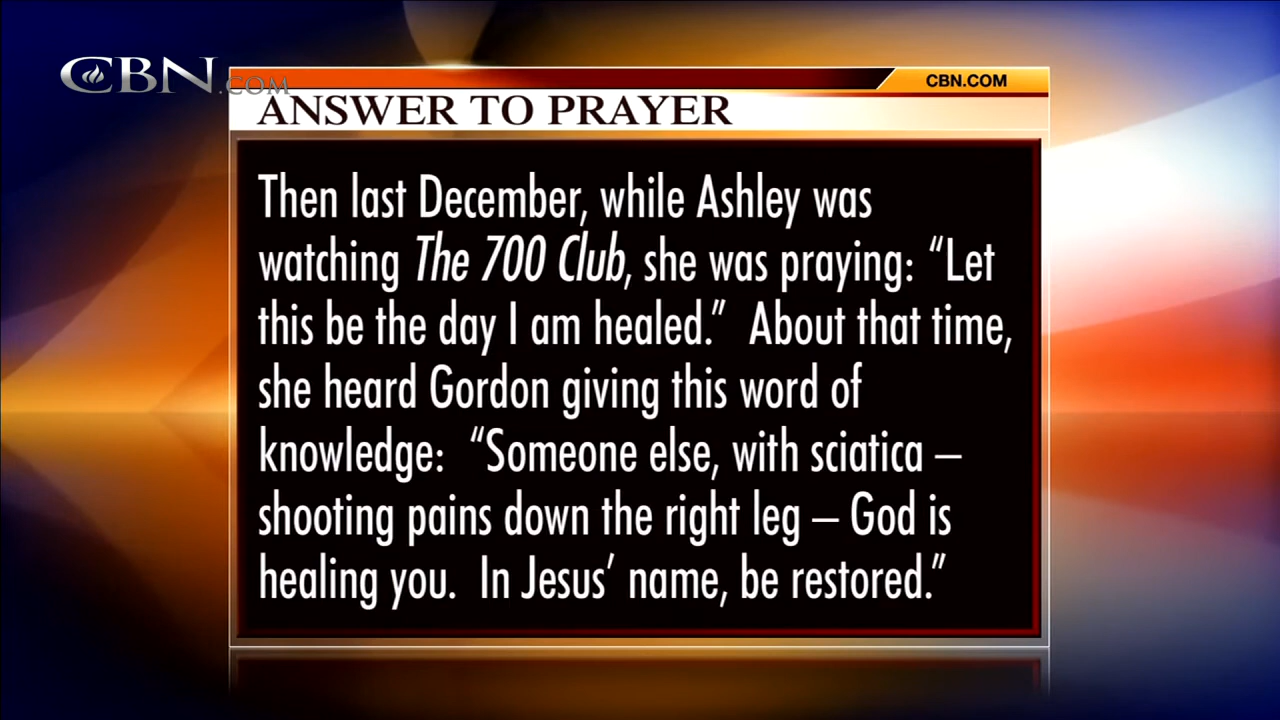 CBN.COM
CBN.COM
ANSWER TO PRAYER
Then last December, while Ashley was
watching The 700 Club, she was praying: “Let
this be the day I am healed.”  About that time,
she heard Gordon giving this word of
knowledge:  “Someone else, with sciatica –
shooting pains down the right leg – God is
healing you.  In Jesus’ name, be restored.”